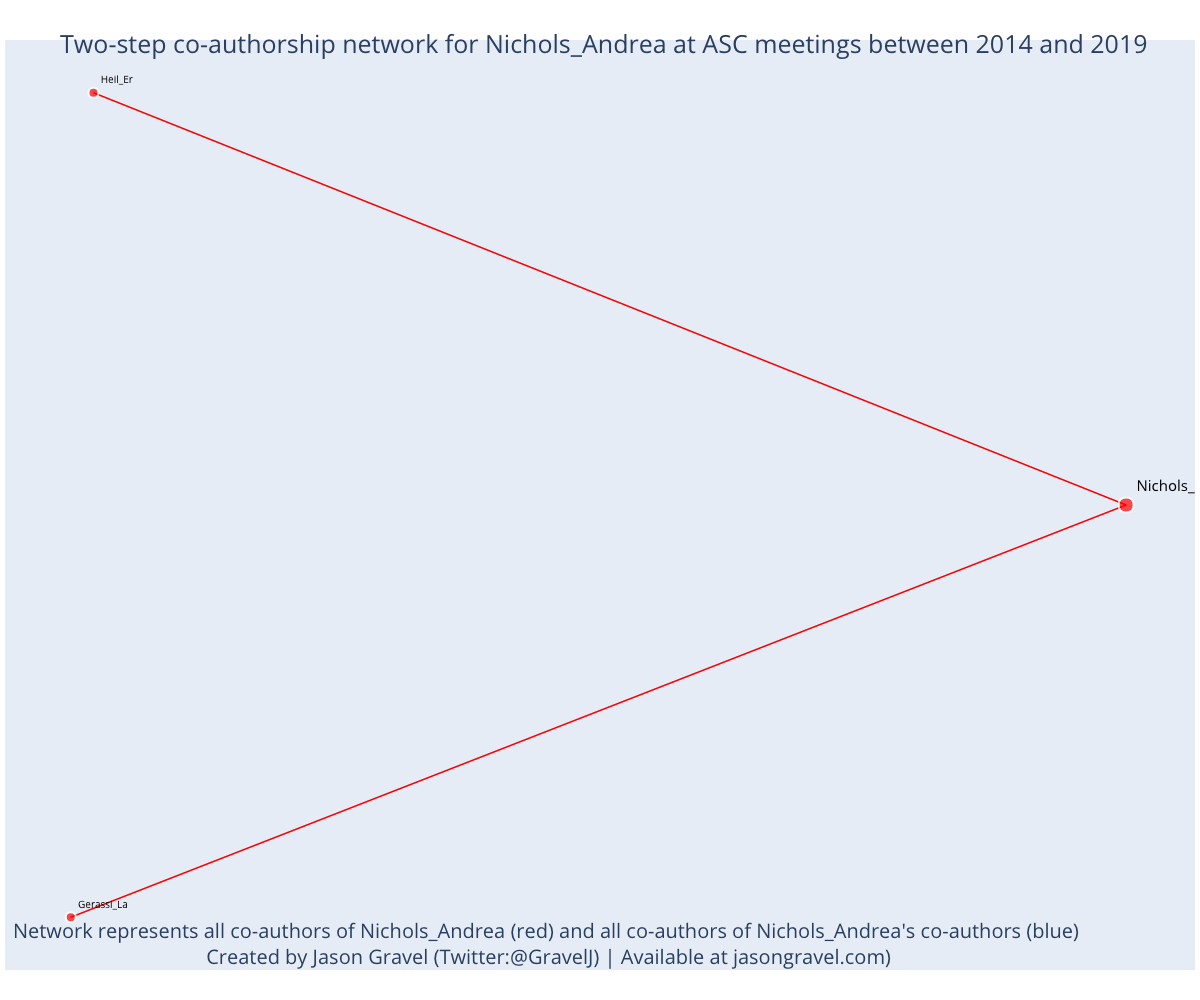 Two-step co-authorship network for Nichols_Andrea at ASC meetings between 2014 and 2019
Heil_Er
Nichols_
Gerassi_La
Network represents all co-authors of Nichols_Andrea (red) and all co-authors of Nichols_Andrea's co-authors (blue)
Created by Jason Gravel (Twitter:@GravelJ) | Available at jasongravel.com)